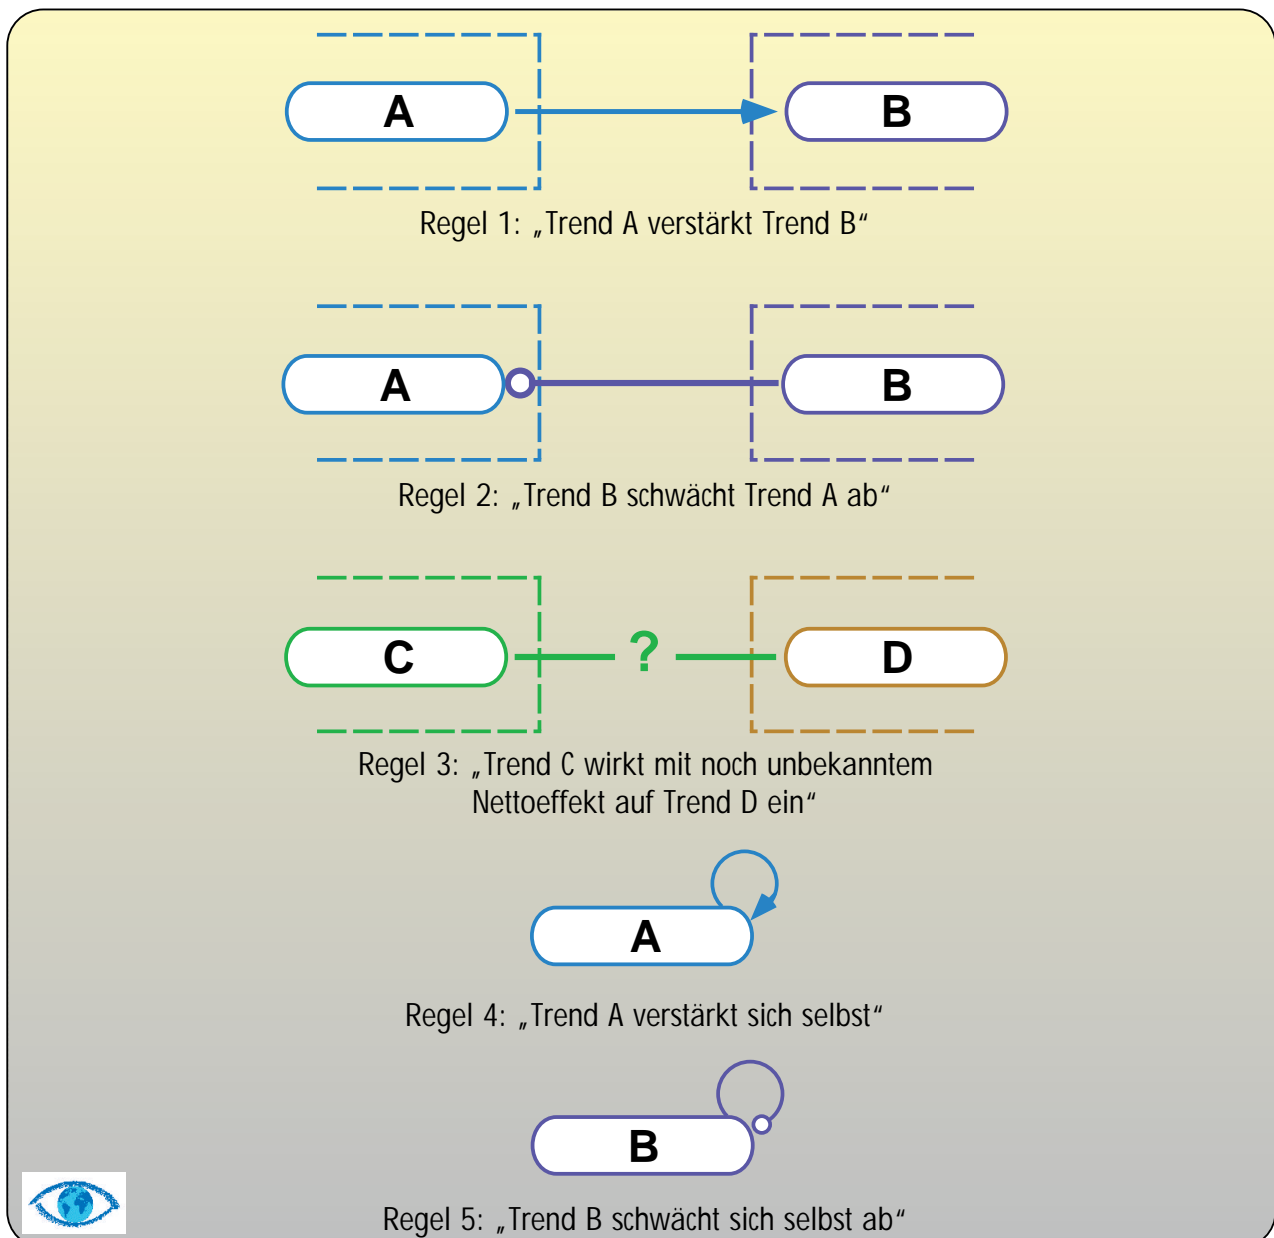 A B
Regel 1: „Trend A verstärkt Trend B“
A B
Regel 2: „Trend B schwächt Trend A ab“
C ? D
Regel 3: „Trend C wirkt mit noch unbekanntem
Nettoeffekt auf Trend D ein“
A
Regel 4: „Trend A verstärkt sich selbst“
B
Regel 5: „Trend B schwächt sich selbst ab“